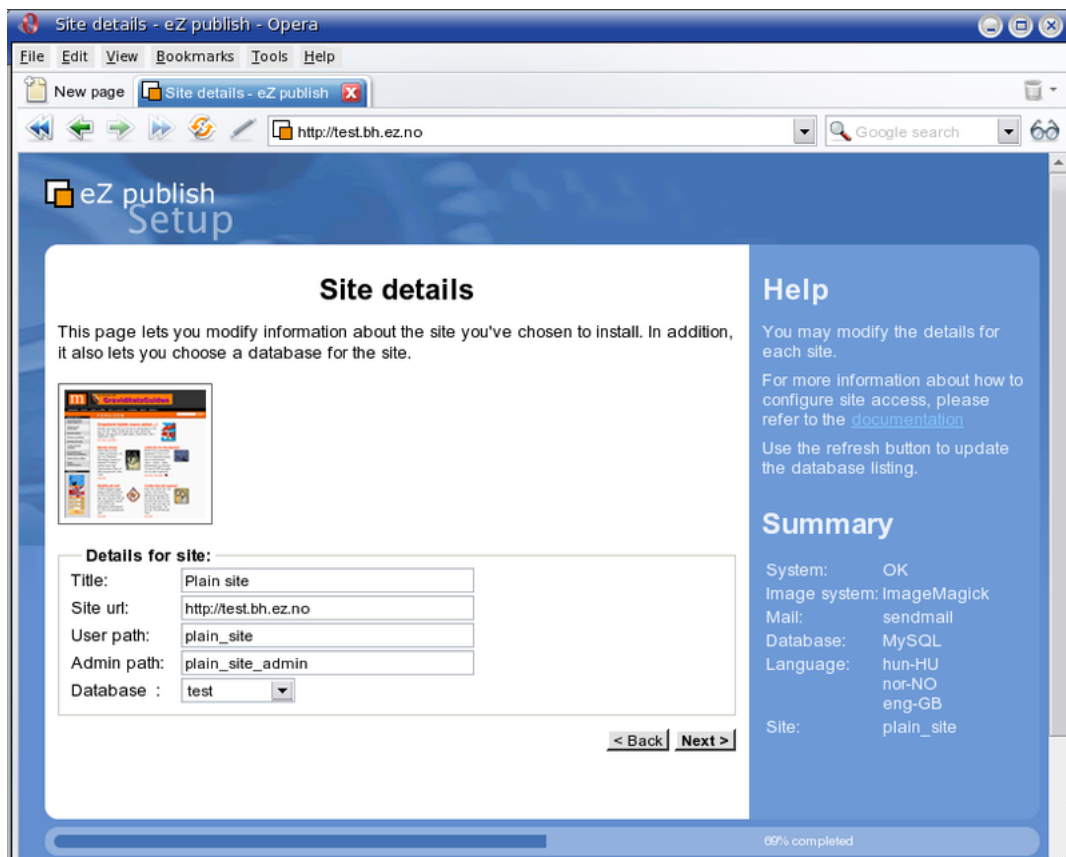 Site details - eZ publish - Opera
File Edit View Bookmarks Tools Help
New page Site details - eZ publish
http://test.bh.ez.no Google search
eZ publish
Setup
Site details
This page lets you modify information about the site you've chosen to install. In addition,
it also lets you choose a database for the site.
m GraviditetsGuiden
Details for site:
Title: Plain site
Site url: http://test.bh.ez.no
User path: plain_site
Admin path: plain_site_admin
Database : test
< Back Next >
Help
You may modify the details for
each site.
For more information about how to
configure site access, please
refer to the documentation
Use the refresh button to update
the database listing.
Summary
System: OK
Image system: ImageMagick
Mail: sendmail
Database: MySQL
Language: hun-HU
nor-NO
eng-GB
Site: plain_site
69% completed